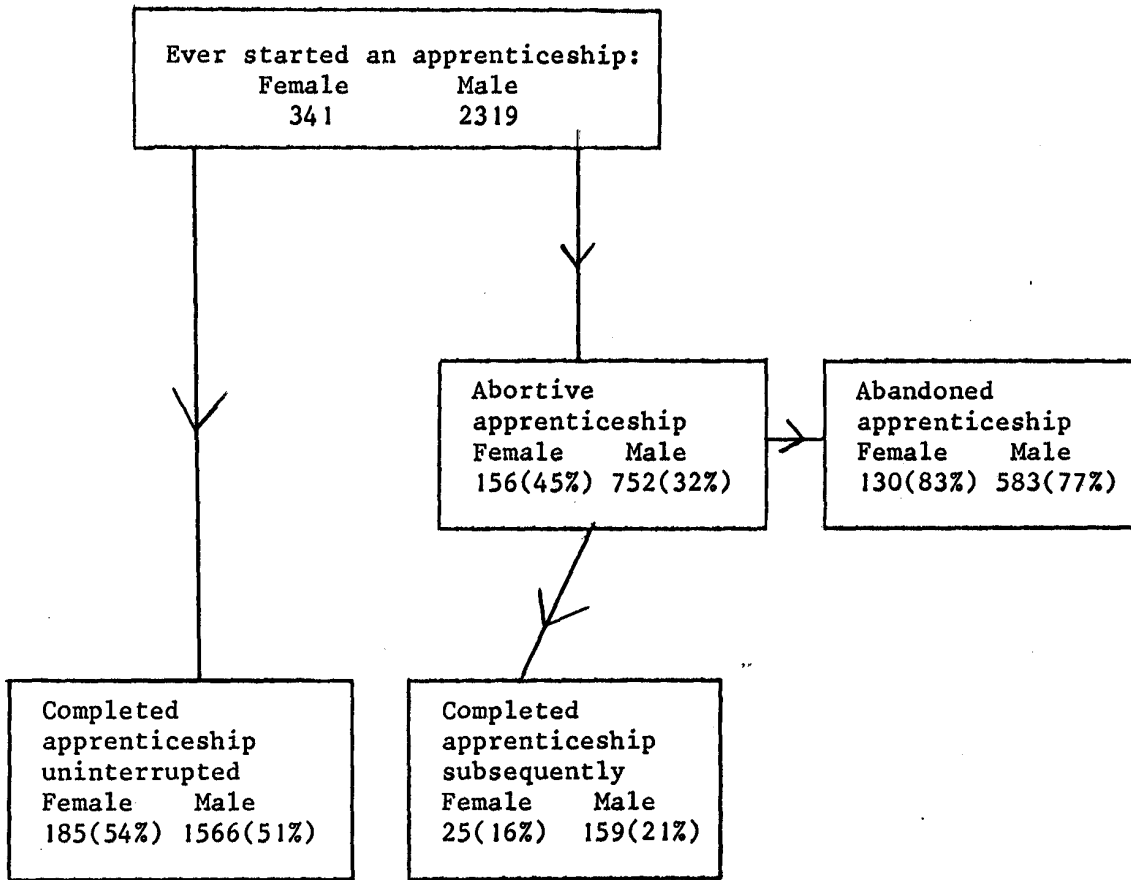 Ever started an apprenticeship:
Female Male
341 2319
Abortive
apprenticeship
Female Male
156(45%) 752(32%)
Abandoned
apprenticeship
Female Male
130(83%) 583(77%)
Completed
apprenticeship
uninterrupted
Female Male
185(54%) 1566(51%)
Completed
apprenticeship
subsequently
Female Male
25(16%) 159(21%)